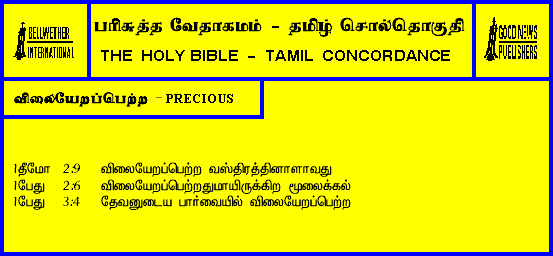 BELLWETHER
INTERNATIONAL
பரிசுத்த வேதாகமம் - தமிழ் சொல்தொகுதி
THE HOLY BIBLE - TAMIL CONCORDANCE
GOOD NEWS
PUBLISHERS
விலையேறப்பெற்ற - PRECIOUS
1தீமோ 2:9 விலையேறப்பெற்ற வஸ்திரத்தினாளாவது
1பேது 2:6 விலையேறப்பெற்றதுமாயிருக்கிற மூலைக்கல்
1பேது 3:4 தேவனுடைய பார்வையில் விலையேறப்பெற்ற